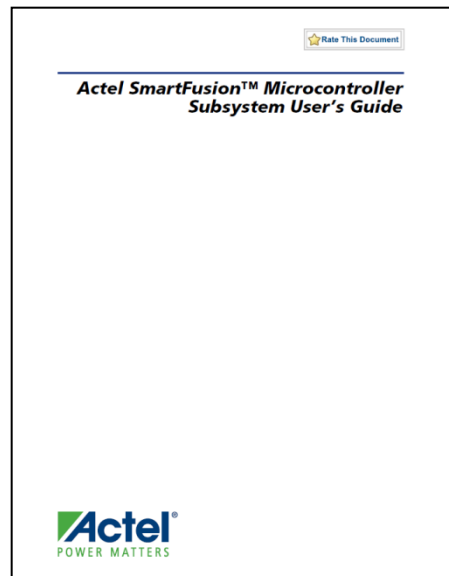 Rate This Document
Actel SmartFusion™ Microcontroller
Subsystem User's Guide
Actel®
POWER MATTERS